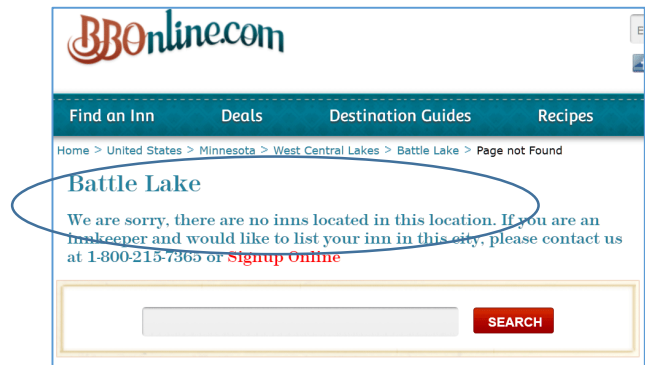 BBOnline.com
E
Find an Inn Deals Destination Guides Recipes
Home > United States > Minnesota > West Central Lakes > Battle Lake > Page not Found
Battle Lake
We are sorry, there are no inns located in this location. If you are an
innkeeper and would like to list your inn in this city, please contact us
at 1-800-215-7365 or Signup Online
SEARCH